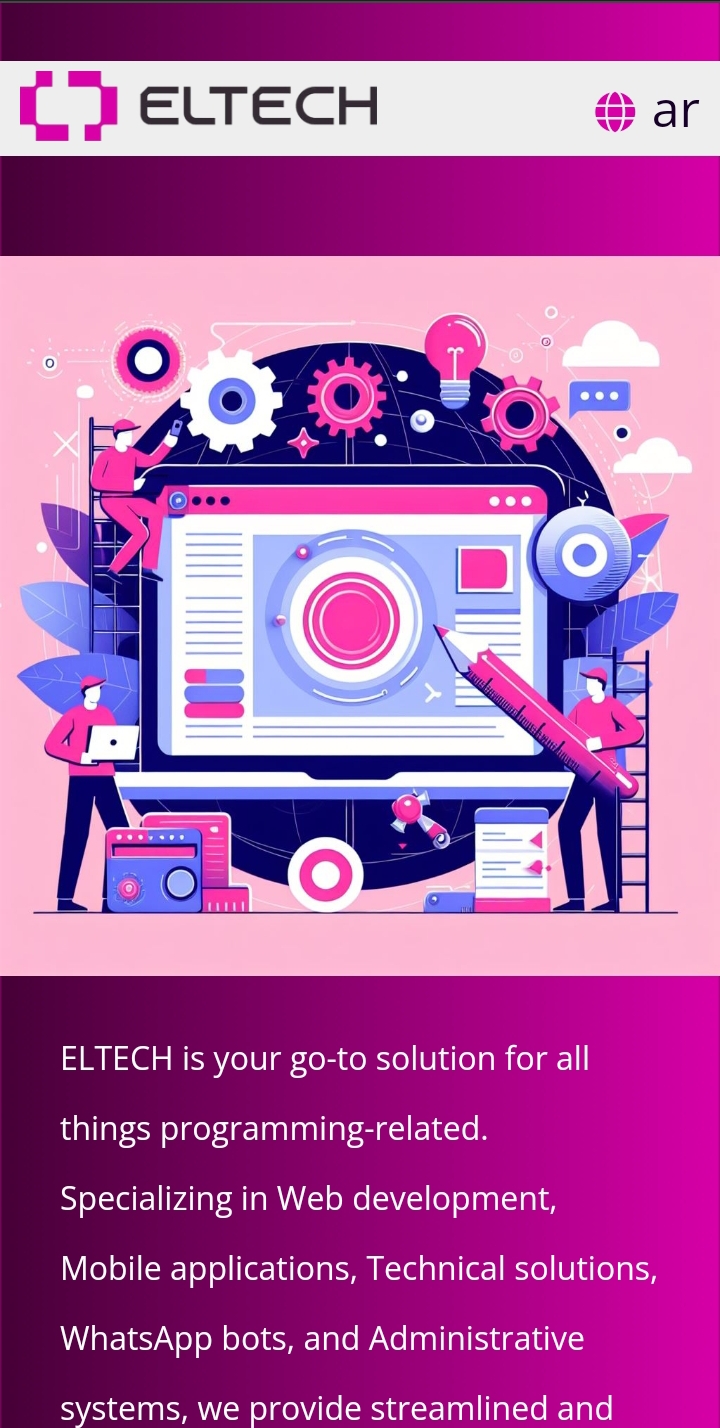 ELTECH
ar
ELTECH is your go-to solution for all
things programming-related.
Specializing in Web development,
Mobile applications, Technical solutions,
WhatsApp bots, and Administrative
systems, we provide streamlined and